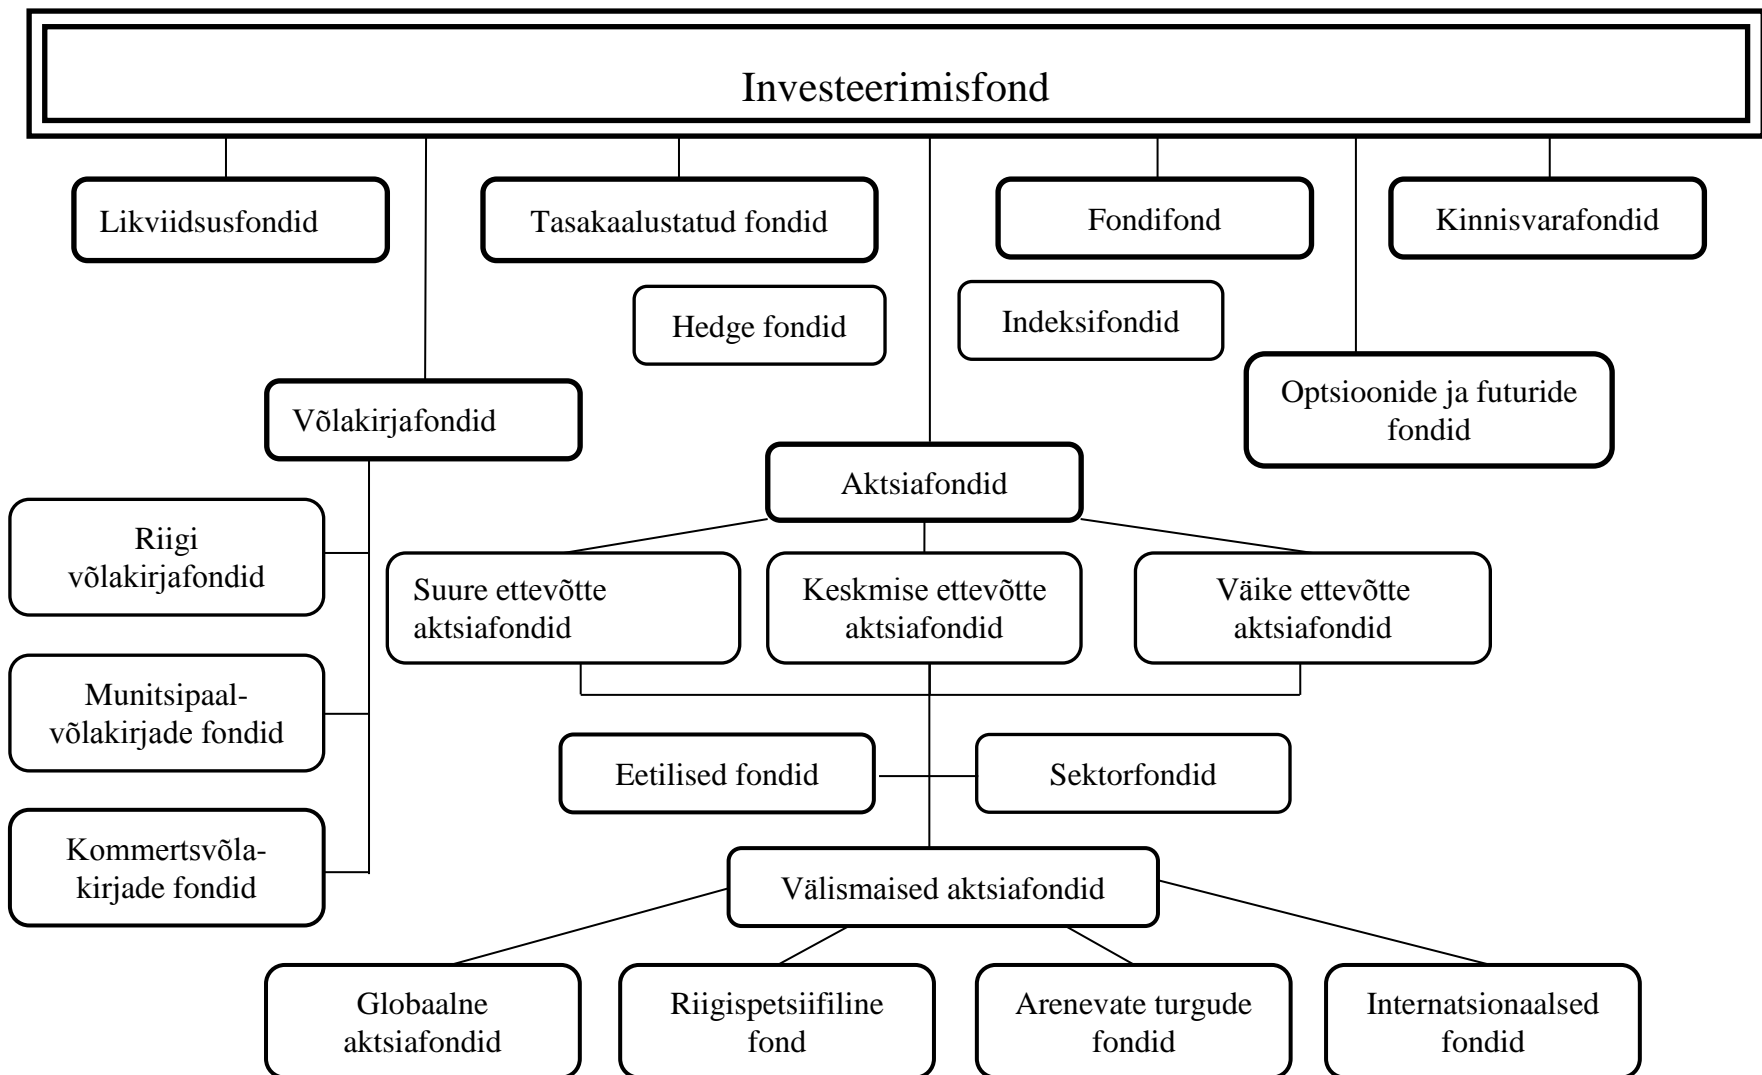 Investeerimisfond
Likviidsusfondid
Tasakaalustatud fondid
Fondifond
Kinnisvarafondid
Hedge fondid
Indeksifondid
Võlakirjafondid
Optsioonide ja futuride
fondid
Aktsiafondid
Riigi
võlakirjafondid
Suure ettevõtte
aktsiafondid
Keskmise ettevõtte
aktsiafondid
Väike ettevõtte
aktsiafondid
Munitsipaal-
võlakirjade fondid
Eetilised fondid
Sektorfondid
Kommertsvõla-
kirjade fondid
Välismaised aktsiafondid
Globaalne
aktsiafondid
Riigispetsiifiline
fond
Arenevate turgude
fondid
Internatsionaalsed
fondid